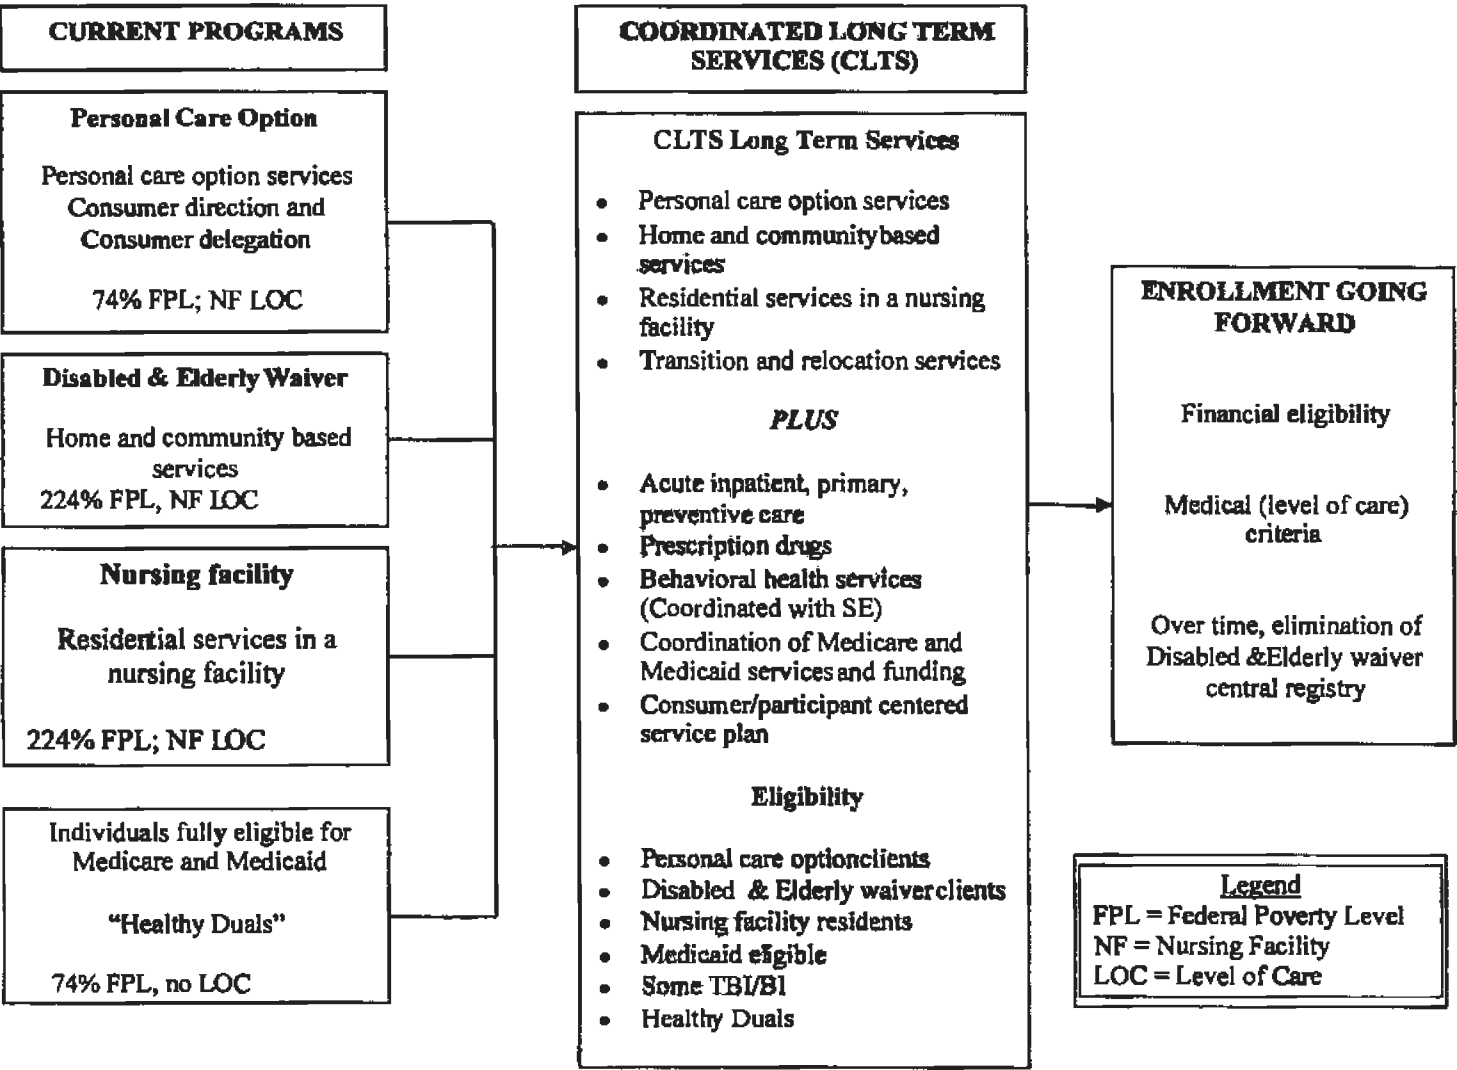 CURRENT PROGRAMS
Personal Care Option
Personal care option services
Consumer direction and
Consumer delegation
74% FPL; NF LOC
Disabled & Elderly Waiver
Home and community based
services
224% FPL, NF LOC
Nursing facility
Residential services in a
nursing facility
224% FPL; NF LOC
Individuals fully eligible for
Medicare and Medicaid
“Healthy Duals”
74% FPL, no LOC
COORDINATED LONG TERM
SERVICES (CLTS)
CLTS Long Term Services
• Personal care option services
• Home and communitybased
services
• Residential services in a nursing
facility
• Transition and relocation services
PLUS
• Acute inpatient, primary,
preventive care
• Prescription drugs
• Behavioral health services
(Coordinated with SE)
• Coordination of Medicare and
Medicaid services and funding
• Consumer/participant centered
service plan
Eligibility
• Personal care optionclients
• Disabled & Elderly waiverclients
• Nursing facility residents
• Medicaid eligible
• Some TBI/BI
• Healthy Duals
ENROLLMENT GOING
FORWARD
Financial eligibility
Medical (level of care)
criteria
Over time, elimination of
Disabled &Elderly waiver
central registry
Legend
FPL = Federal Poverty Level
NF = Nursing Facility
LOC = Level of Care